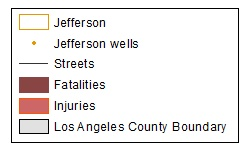 Jefferson
Jefferson wells
Streets
Fatalities
Injuries
Los Angeles County Boundary